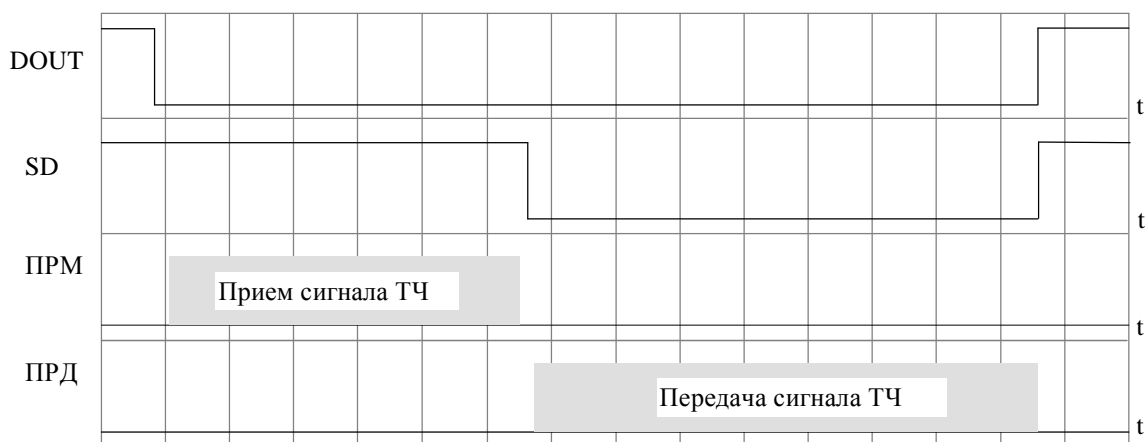 DOUT
t
SD
t
ПРМ
Прием сигнала ТЧ
t
ПРД
Передача сигнала ТЧ
t